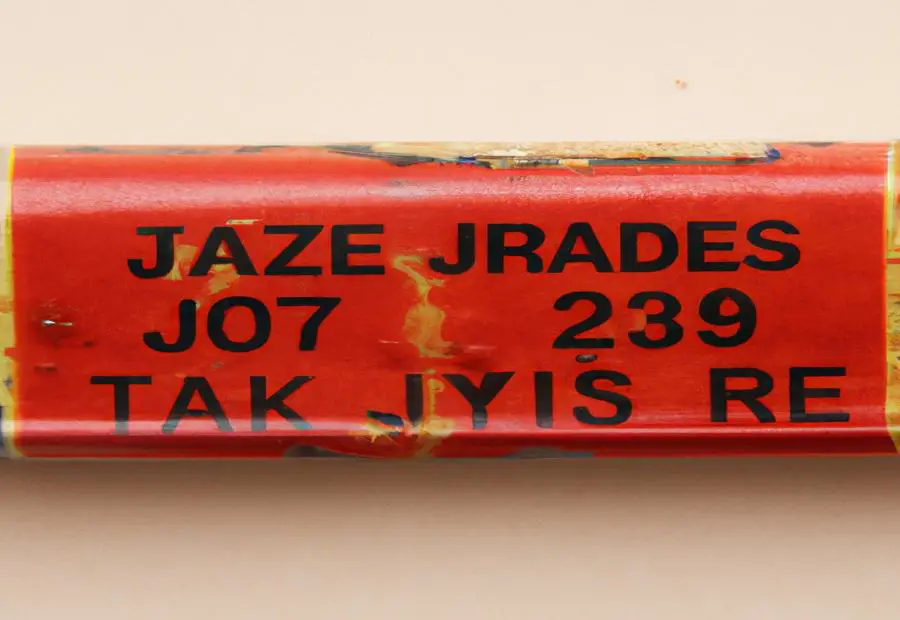 JAZE JRADES
JO7 239
TAK JYIS RE